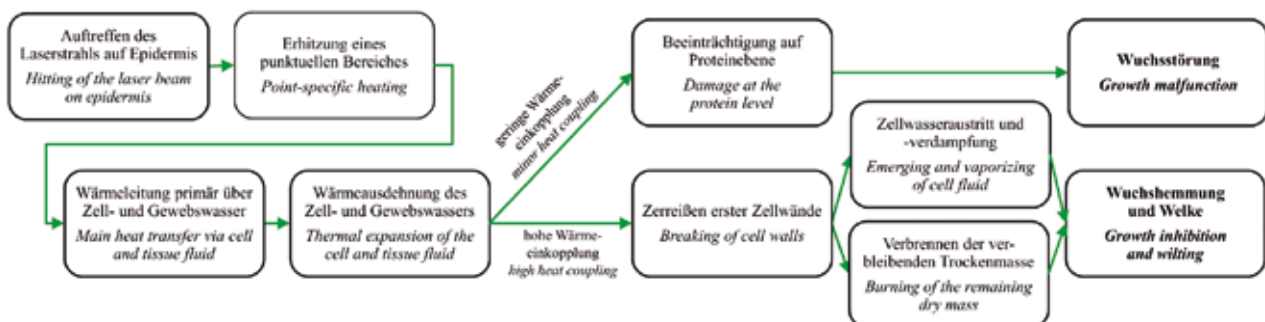 Auftreffen des
Laserstrahls auf Epidermis
Hitting of the laser beam
on epidermis
Erhitzung eines
punktuellen Bereiches
Point-specific heating
Wärmeleitung primär über
Zell- und Gewebswasser
Main heat transfer via cell
and tissue fluid
Wärmeausdehnung des
Zell- und Gewebswassers
Thermal expansion of the
cell and tissue fluid
geringe Wärme-
einkopplung
minor heat coupling
Beeinträchtigung auf
Proteinebene
Damage at the
protein level
Wuchsstörung
Growth malfunction
hohe Wärme-
einkopplung
high heat coupling
Zerreißen erster Zellwände
Breaking of cell walls
Zellwasseraustritt und
-verdampfung
Emerging and vaporizing
of cell fluid
Verbrennen der ver-
bleibenden Trockenmasse
Burning of the remaining
dry mass
Wuchshemmung
und Welke
Growth inhibition
and wilting